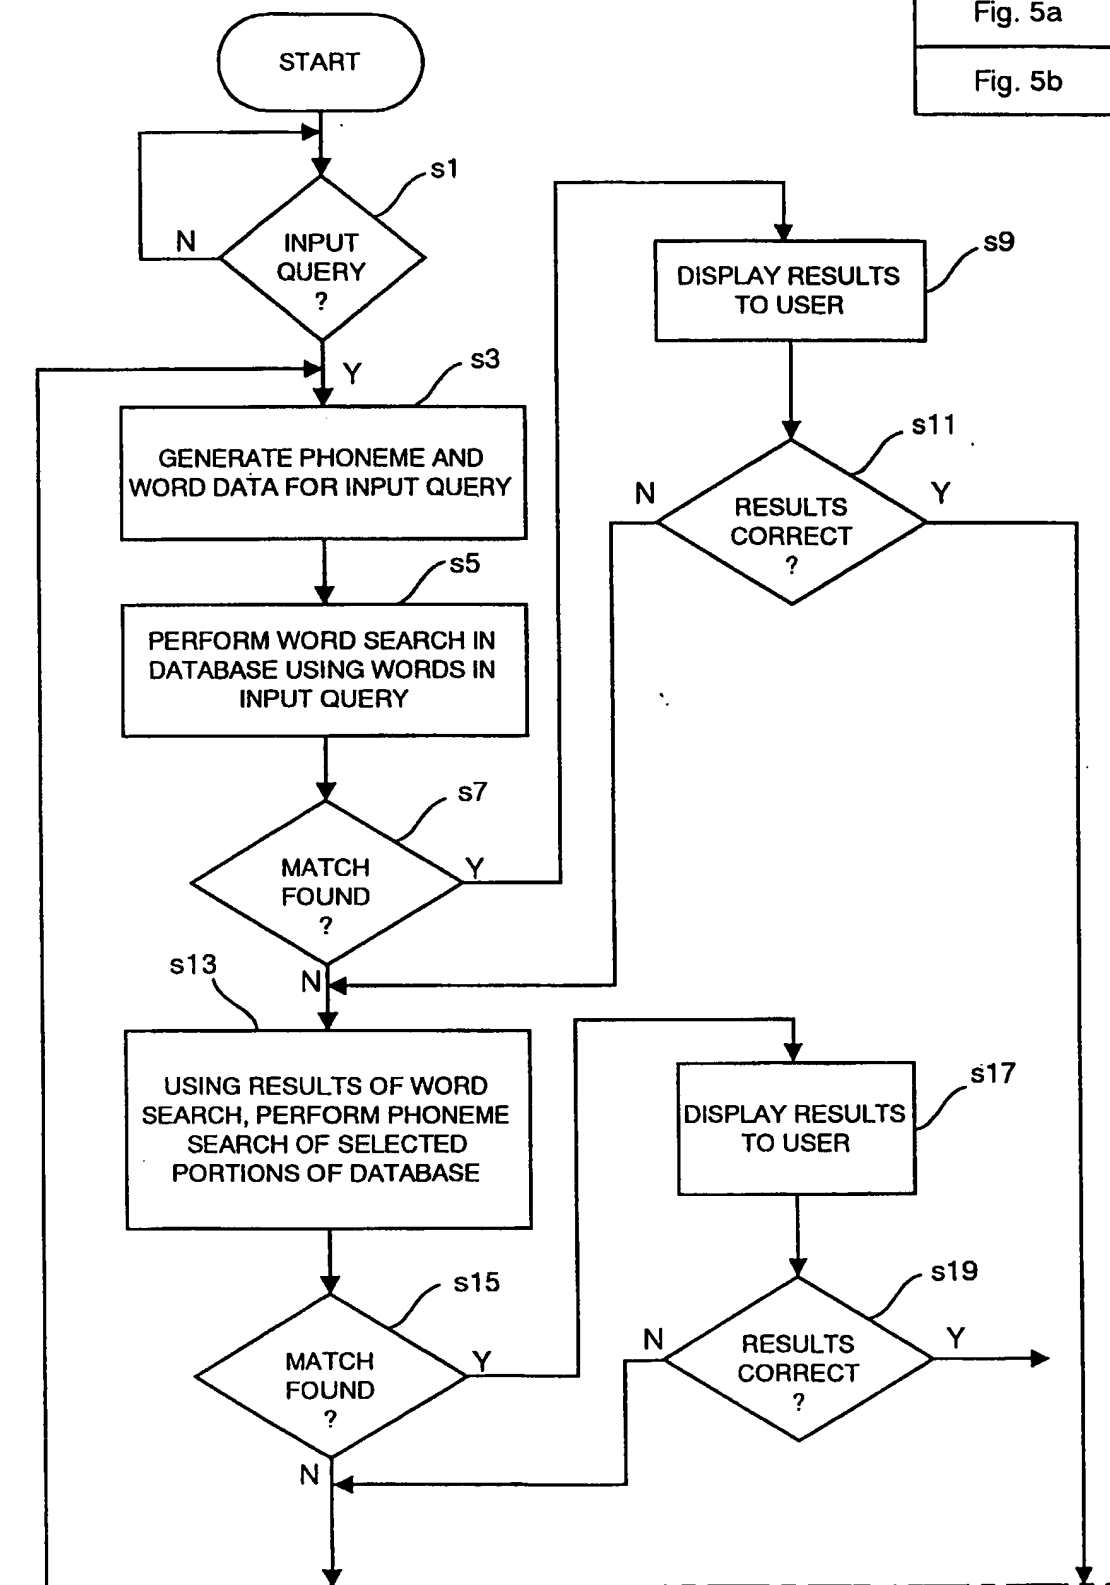 Fig. 5a
Fig. 5b
START
s1
N
INPUT
QUERY
?
Y
s3
GENERATE PHONEME AND
WORD DATA FOR INPUT QUERY
s5
PERFORM WORD SEARCH IN
DATABASE USING WORDS IN
INPUT QUERY
s7
MATCH
FOUND
?
Y
N
s9
DISPLAY RESULTS
TO USER
s11
N
Y
RESULTS
CORRECT
?
s13
USING RESULTS OF WORD
SEARCH, PERFORM PHONEME
SEARCH OF SELECTED
PORTIONS OF DATABASE
s15
MATCH
FOUND
?
Y
N
s17
DISPLAY RESULTS
TO USER
s19
N
Y
RESULTS
CORRECT
?